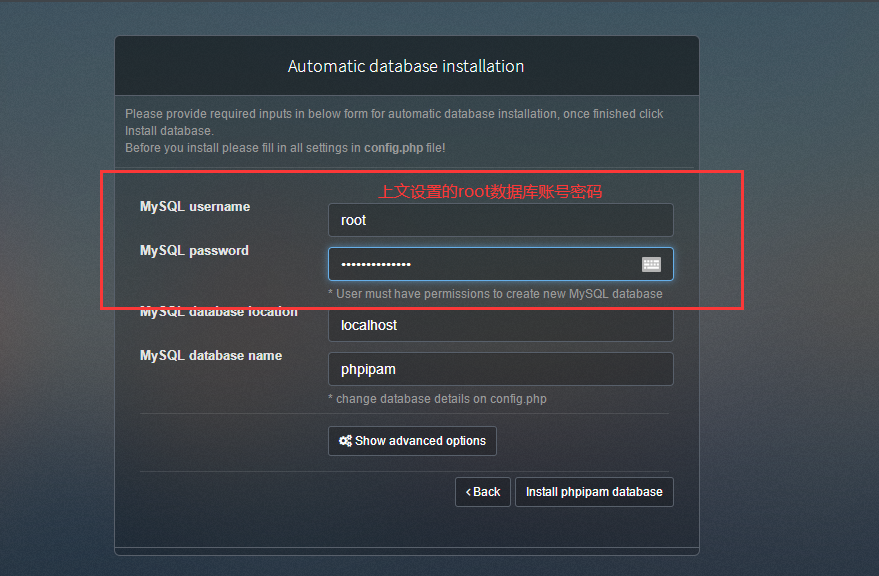 Automatic database installation
Please provide required inputs in below form for automatic database installation, once finished click
Install database.
Before you install please fill in all settings in config.php file!
上文设置的root数据库账号密码
MySQL username
root
MySQL password
••••••••••••••
* User must have permissions to create new MySQL database
MySQL database location
localhost
MySQL database name
phpipam
* change database details on config.php
Show advanced options
Back
Install phpipam database